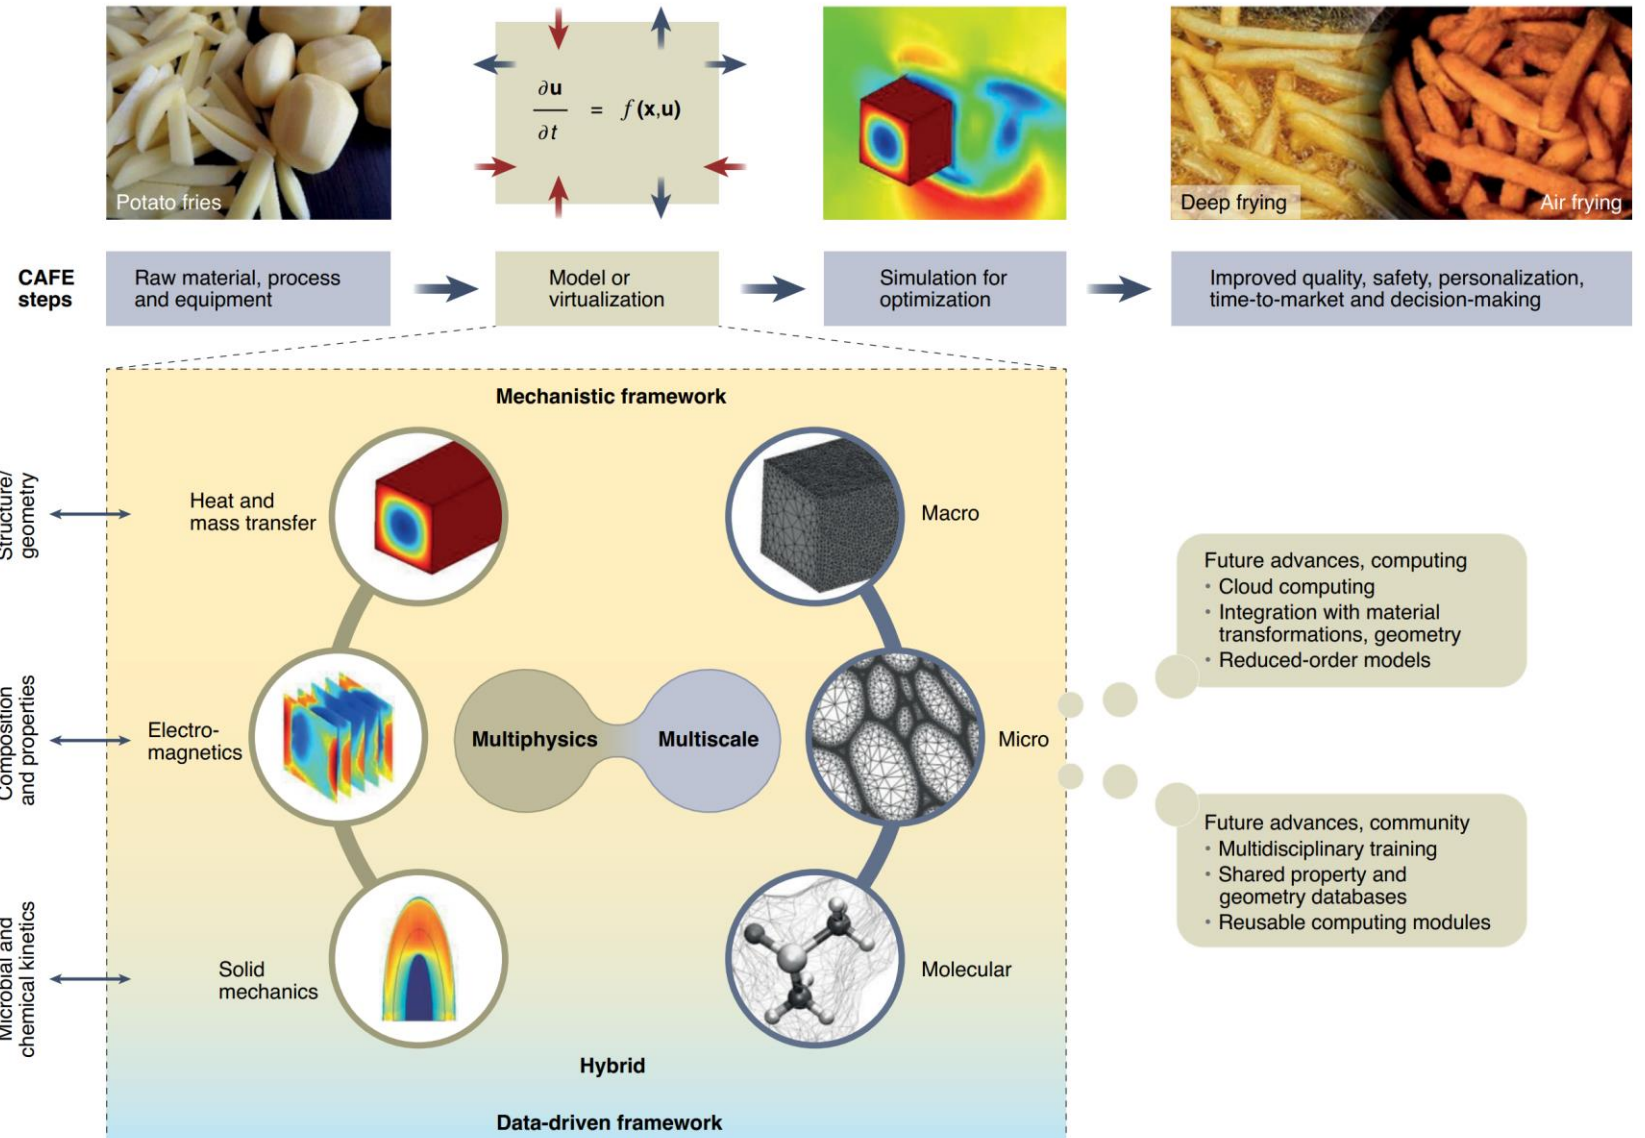 Potato fries
∂u
∂t
= f (x,u)
Deep frying
Air frying
CAFE
steps
Raw material, process
and equipment
Model or
virtualization
Simulation for
optimization
Improved quality, safety, personalization,
time-to-market and decision-making
Mechanistic framework
Structure/
geometry
Heat and
mass transfer
Macro
Composition
and properties
Electro-
magnetics
Multiphysics
Multiscale
Micro
Microbial and
chemical kinetics
Solid
mechanics
Molecular
Hybrid
Data-driven framework
Future advances, computing
• Cloud computing
• Integration with material
transformations, geometry
• Reduced-order models
Future advances, community
• Multidisciplinary training
• Shared property and
geometry databases
• Reusable computing modules